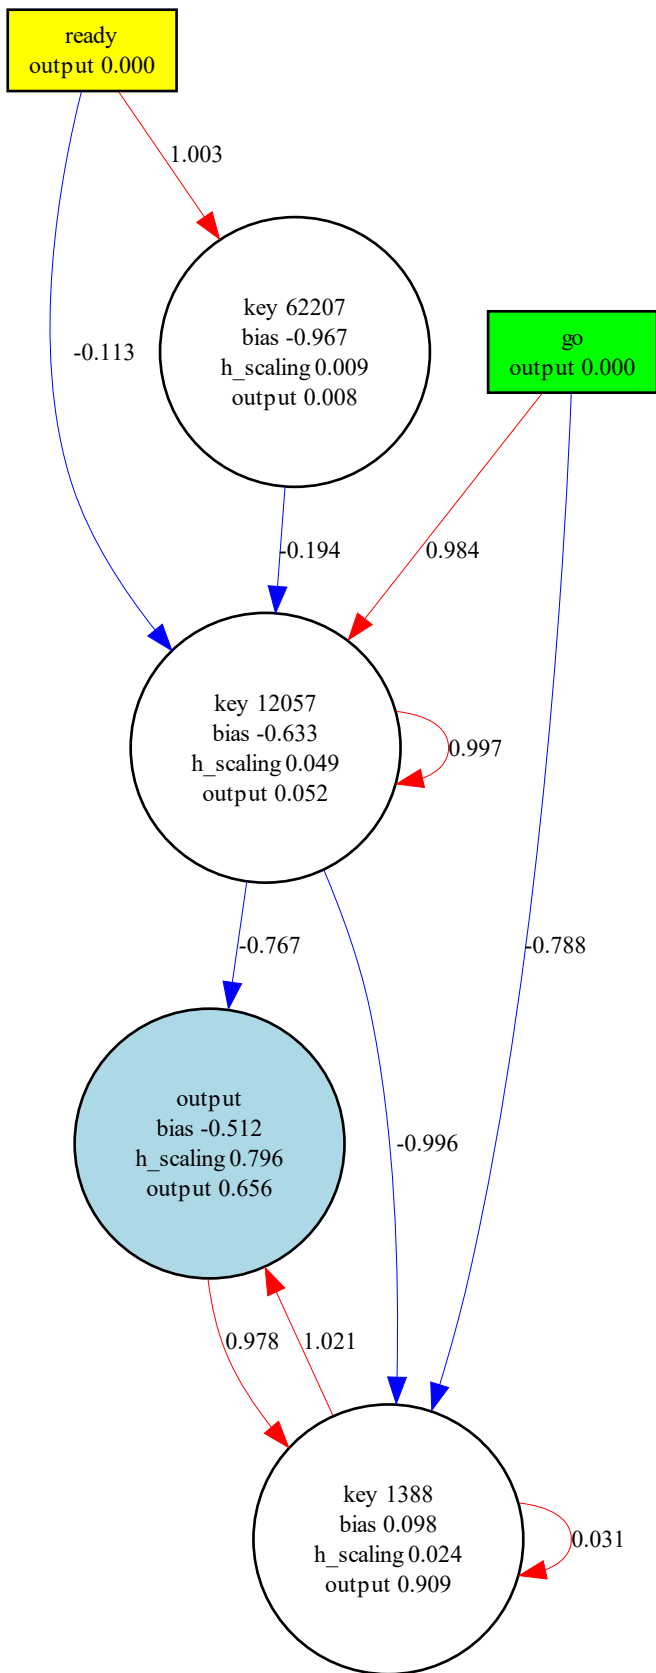 ready
output 0.000
1.003
-0.113
key 62207
bias -0.967
h_scaling 0.009
output 0.008
go
output 0.000
-0.194
0.984
key 12057
bias -0.633
h_scaling 0.049
output 0.052
0.997
-0.767
-0.788
output
bias -0.512
h_scaling 0.796
output 0.656
-0.996
0.978
1.021
key 1388
bias 0.098
h_scaling 0.024
output 0.909
0.031